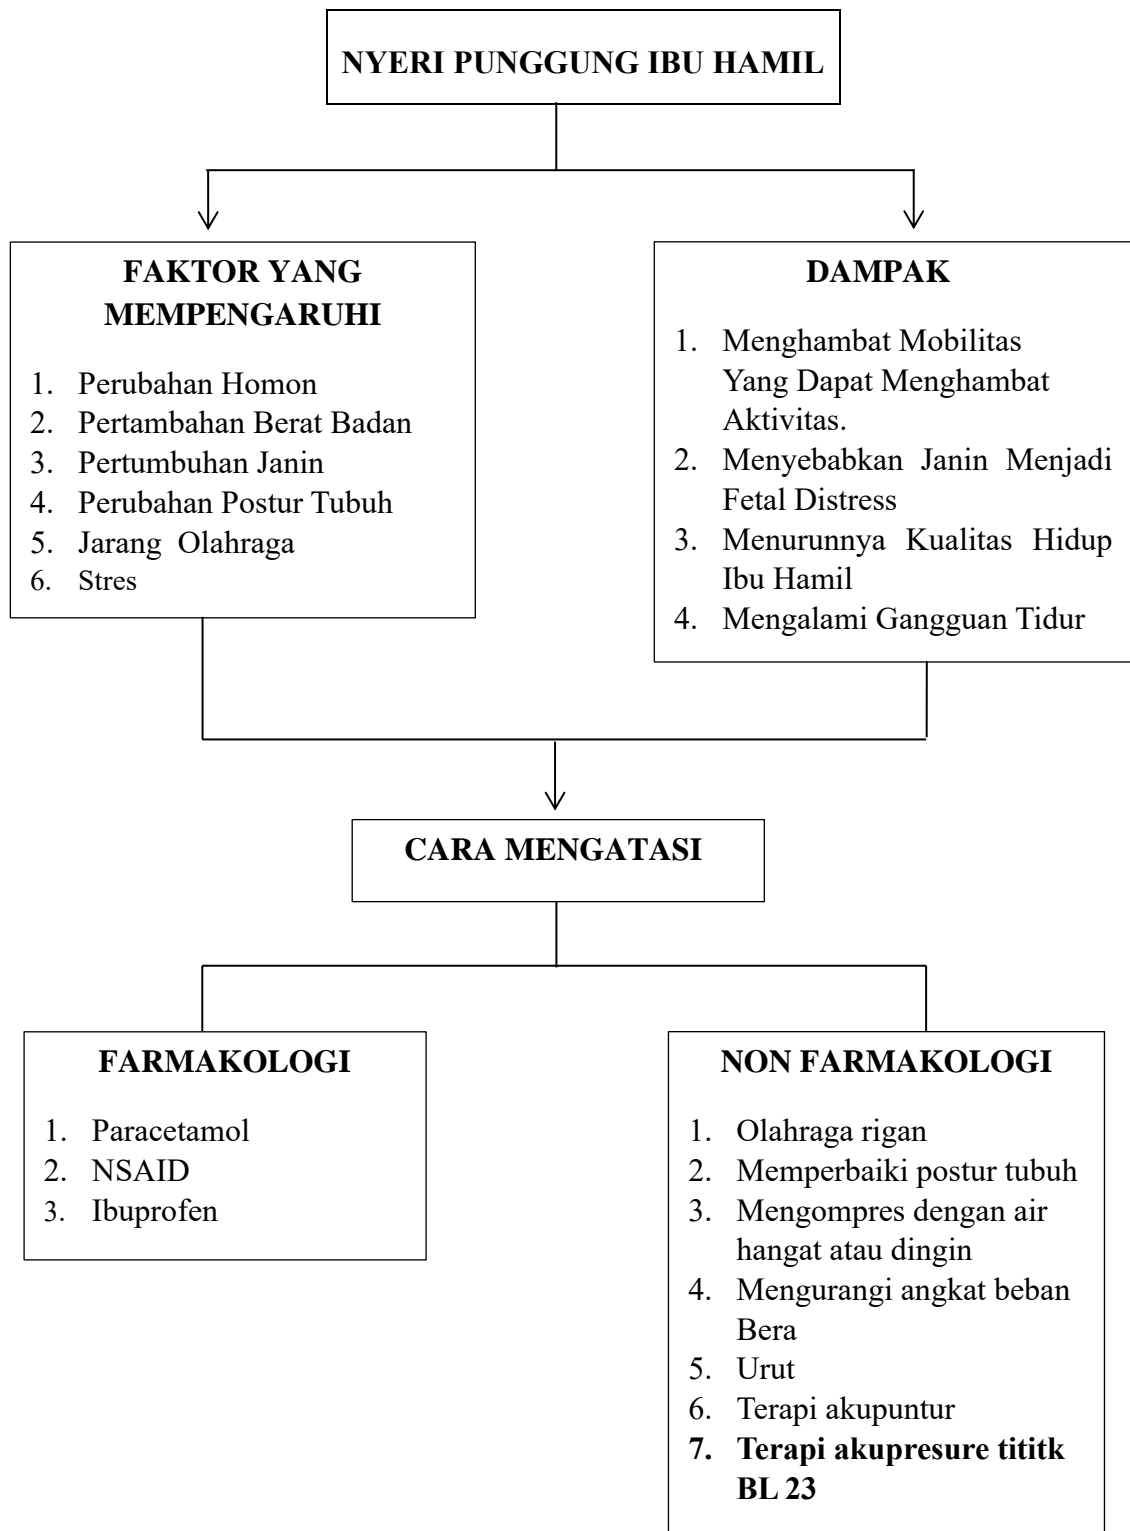 NYERI PUNGGUNG IBU HAMIL
FAKTOR YANG
MEMPENGARUHI
1. Perubahan Homon
2. Pertambahan Berat Badan
3. Pertumbuhan Janin
4. Perubahan Postur Tubuh
5. Jarang Olahraga
6. Stres
DAMPAK
1. Menghambat Mobilitas
Yang Dapat Menghambat
Aktivitas.
2. Menyebabkan Janin Menjadi
Fetal Distress
3. Menurunnya Kualitas Hidup
Ibu Hamil
4. Mengalami Gangguan Tidur
CARA MENGATASI
FARMAKOLOGI
1. Paracetamol
2. NSAID
3. Ibuprofen
NON FARMAKOLOGI
1. Olahraga rigan
2. Memperbaiki postur tubuh
3. Mengompres dengan air
hangat atau dingin
4. Mengurangi angkat beban
Bera
5. Urut
6. Terapi akupuntur
7. Terapi akupresure tititk
BL 23